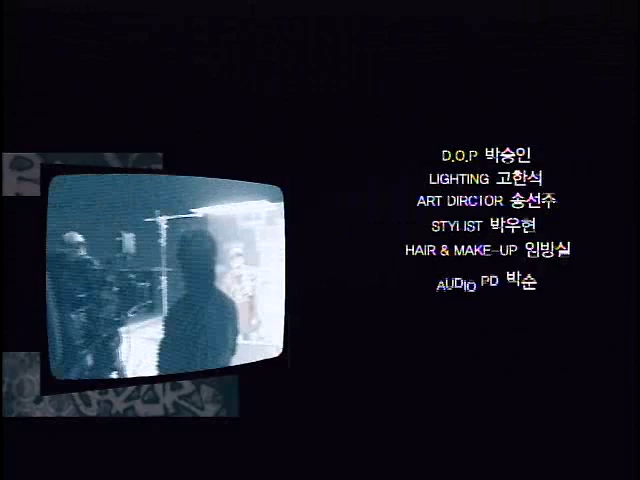 D.O.P 박승인
LIGHTING 고한석
ART DIRCTOR 송선주
STYLIST 박우현
HAIR & MAKE-UP 임방실
AUDIO PD 박순